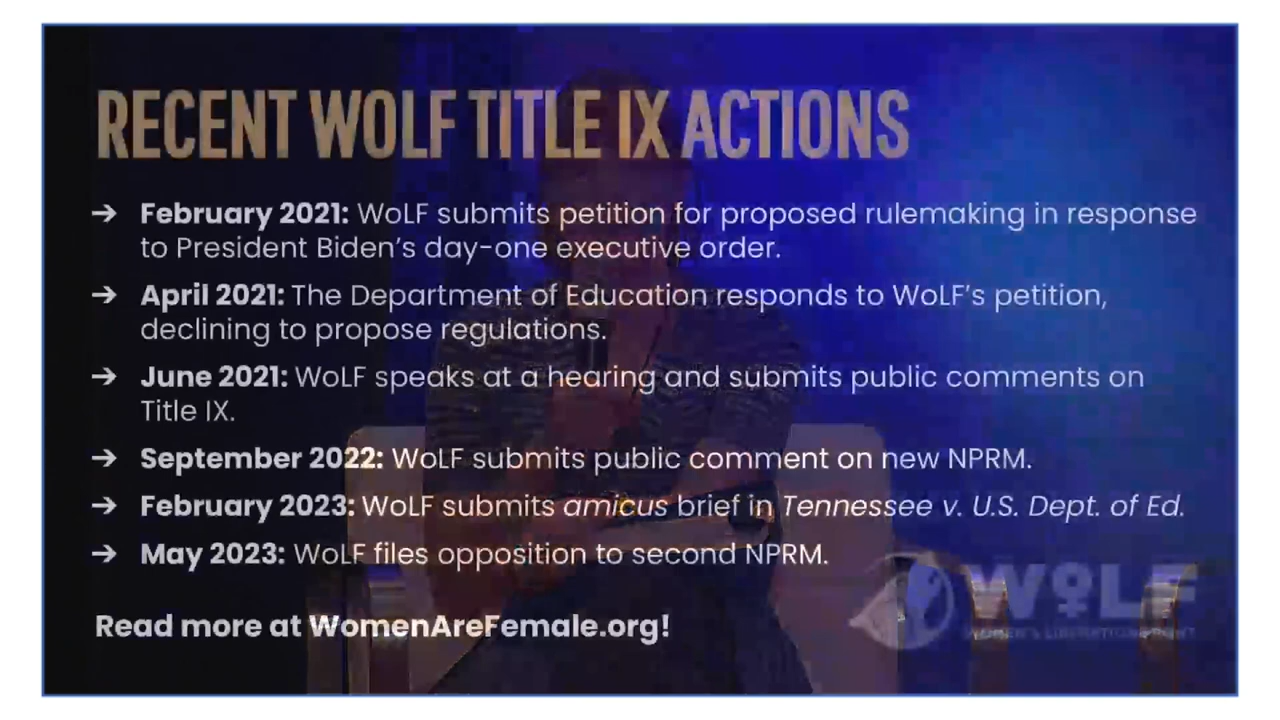 RECENT WOLF TITLE IX ACTIONS
➔ February 2021: WoLF submits petition for proposed rulemaking in response
to President Biden’s day-one executive order.
➔ April 2021: The Department of Education responds to WoLF’s petition,
declining to propose regulations.
➔ June 2021: WoLF speaks at a hearing and submits public comments on
Title IX.
➔ September 2022: WoLF submits public comment on new NPRM.
➔ February 2023: WoLF submits amicus brief in Tennessee v. U.S. Dept. of Ed.
➔ May 2023: WoLF files opposition to second NPRM.
Read more at WomenAreFemale.org!
WOLF
WOMEN'S LIBERATION FRONT